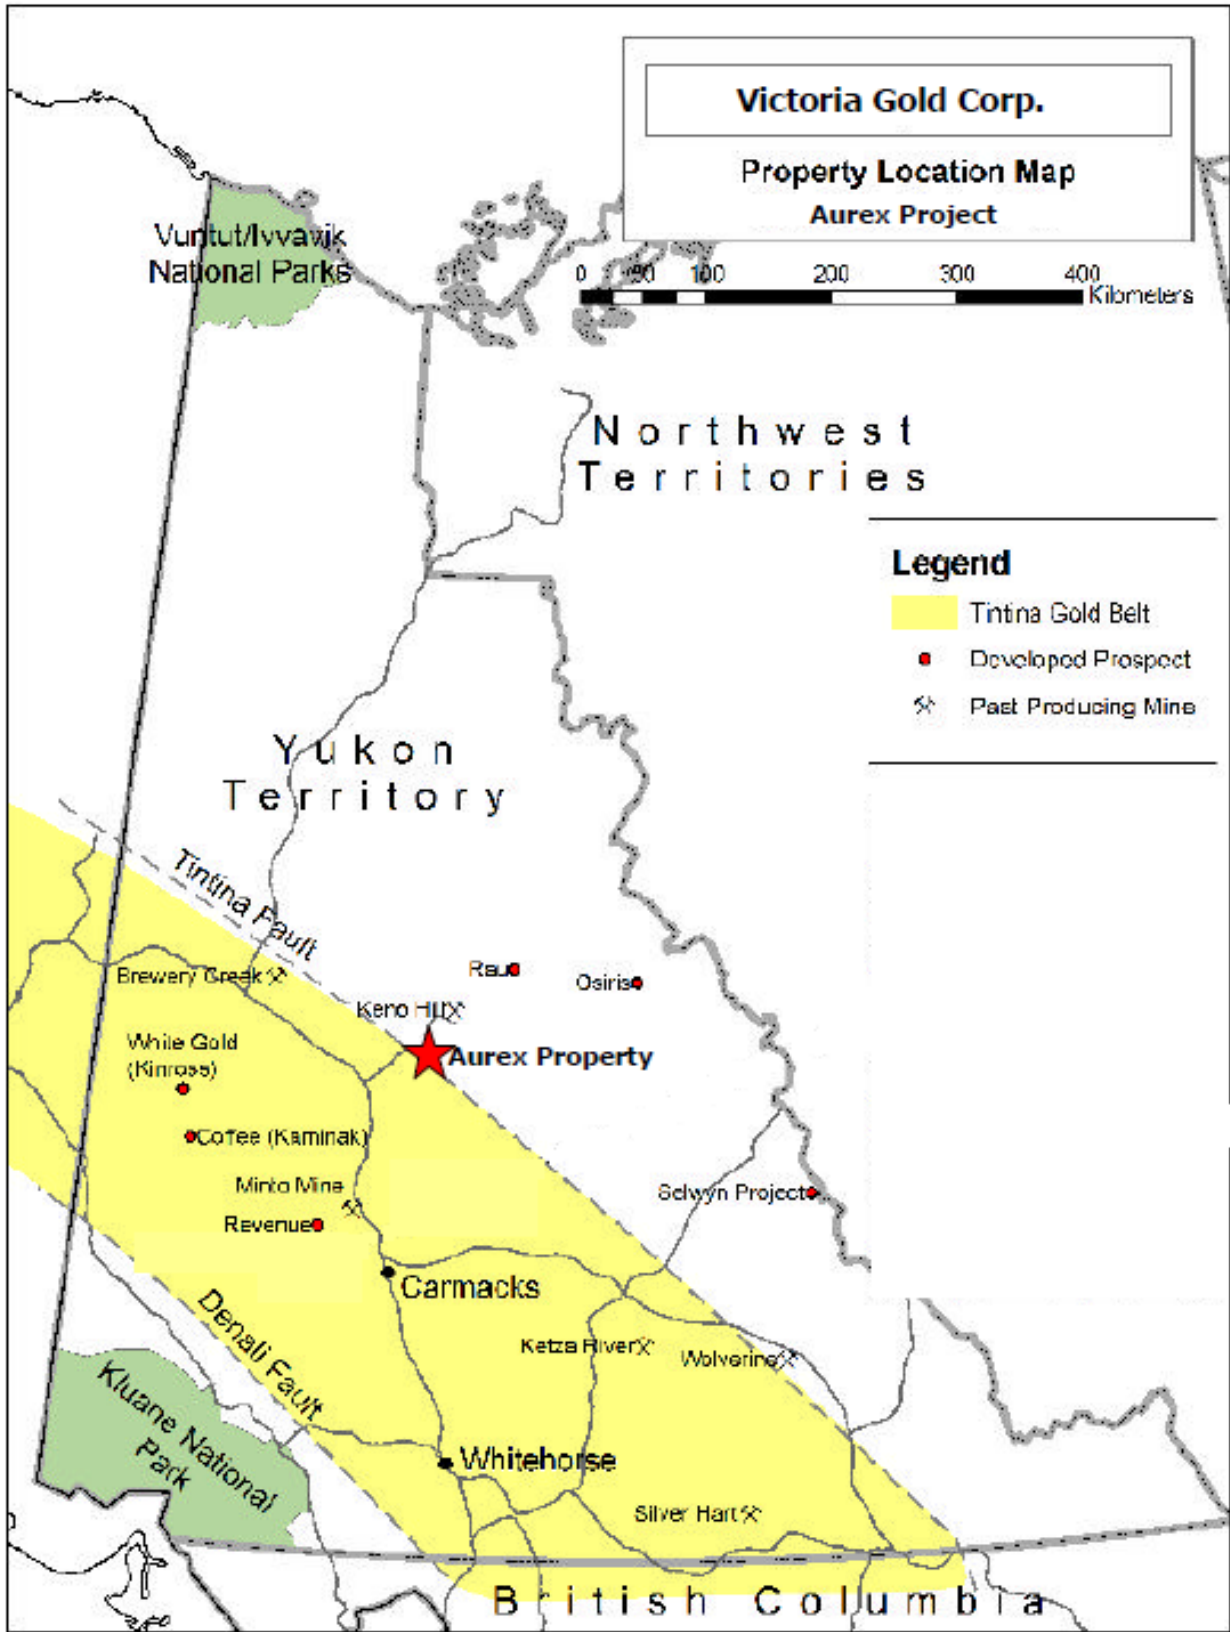 Victoria Gold Corp.
Property Location Map
Aurex Project
0 50 100 200 300 400
Kilometers
Vuntut/Ivvavik
National Parks
Northwest
Territories
Legend
Tintina Gold Belt
Developed Prospect
Past Producing Mine
Yukon
Territory
Tintina Fault
Brewery Creek
Rau
Osiris
Keno Hill
White Gold
(Kinross)
Aurex Property
Coffee (Kaminak)
Minto Mine
Selwyn Project
Revenue
Carmacks
Denali Fault
Ketza River
Wolverine
Kluane National
Park
Whitehorse
Silver Hart
British Columbia